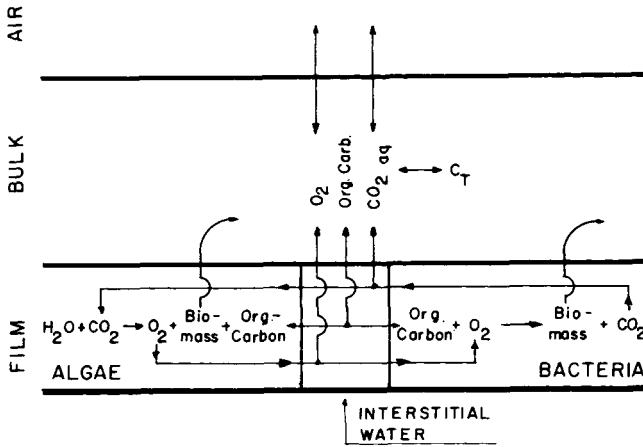 AIR
BULK
FILM
O2
Org. Carb.
CO2 aq
CT
H2O+CO2 → O2 + Bio-
mass + Org-
Carbon
Org.
Carbon + O2 → Bio-
mass + CO2
ALGAE
BACTERIA
INTERSTITIAL
WATER